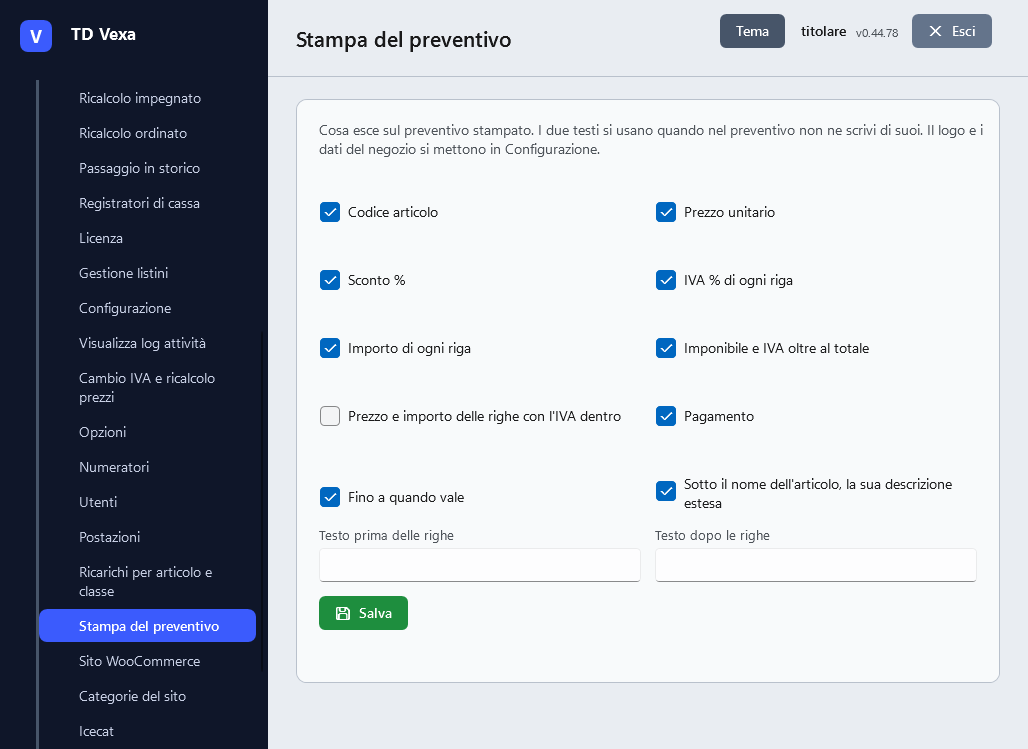 V
TD Vexa
Stampa del preventivo
Tema
titolare
v0.44.78
Esci
Ricalcolo impegnato
Ricalcolo ordinato
Passaggio in storico
Registratori di cassa
Licenza
Gestione listini
Configurazione
Visualizza log attività
Cambio IVA e ricalcolo
prezzi
Opzioni
Numeratori
Utenti
Postazioni
Ricarichi per articolo e
classe
Stampa del preventivo
Sito WooCommerce
Categorie del sito
Icecat
Cosa esce sul preventivo stampato. I due testi si usano quando nel preventivo non ne scrivi di suoi. Il logo e i
dati del negozio si mettono in Configurazione.
Codice articolo
Prezzo unitario
Sconto %
IVA % di ogni riga
Importo di ogni riga
Imponibile e IVA oltre al totale
Prezzo e importo delle righe con l'IVA dentro
Pagamento
Fino a quando vale
Sotto il nome dell'articolo, la sua descrizione
estesa
Testo prima delle righe
Testo dopo le righe
Salva